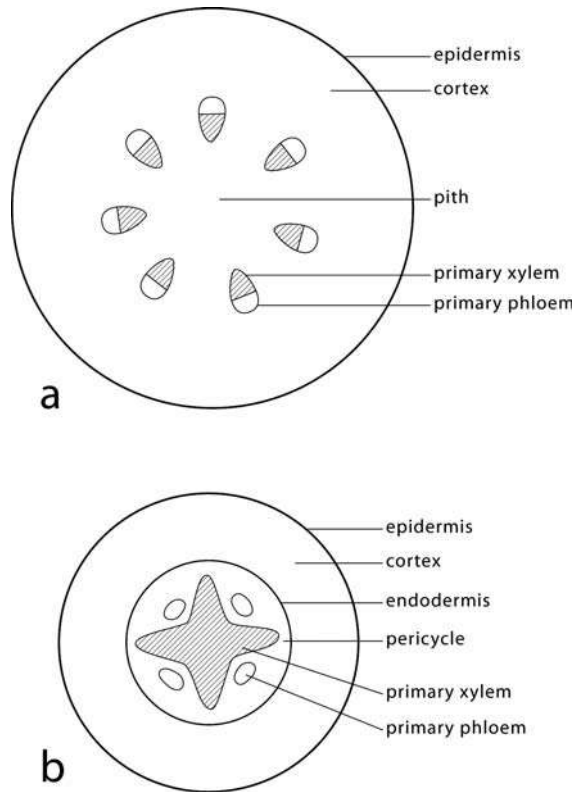 epidermis
cortex
pith
primary xylem
primary phloem
a
epidermis
cortex
endodermis
pericycle
primary xylem
primary phloem
b